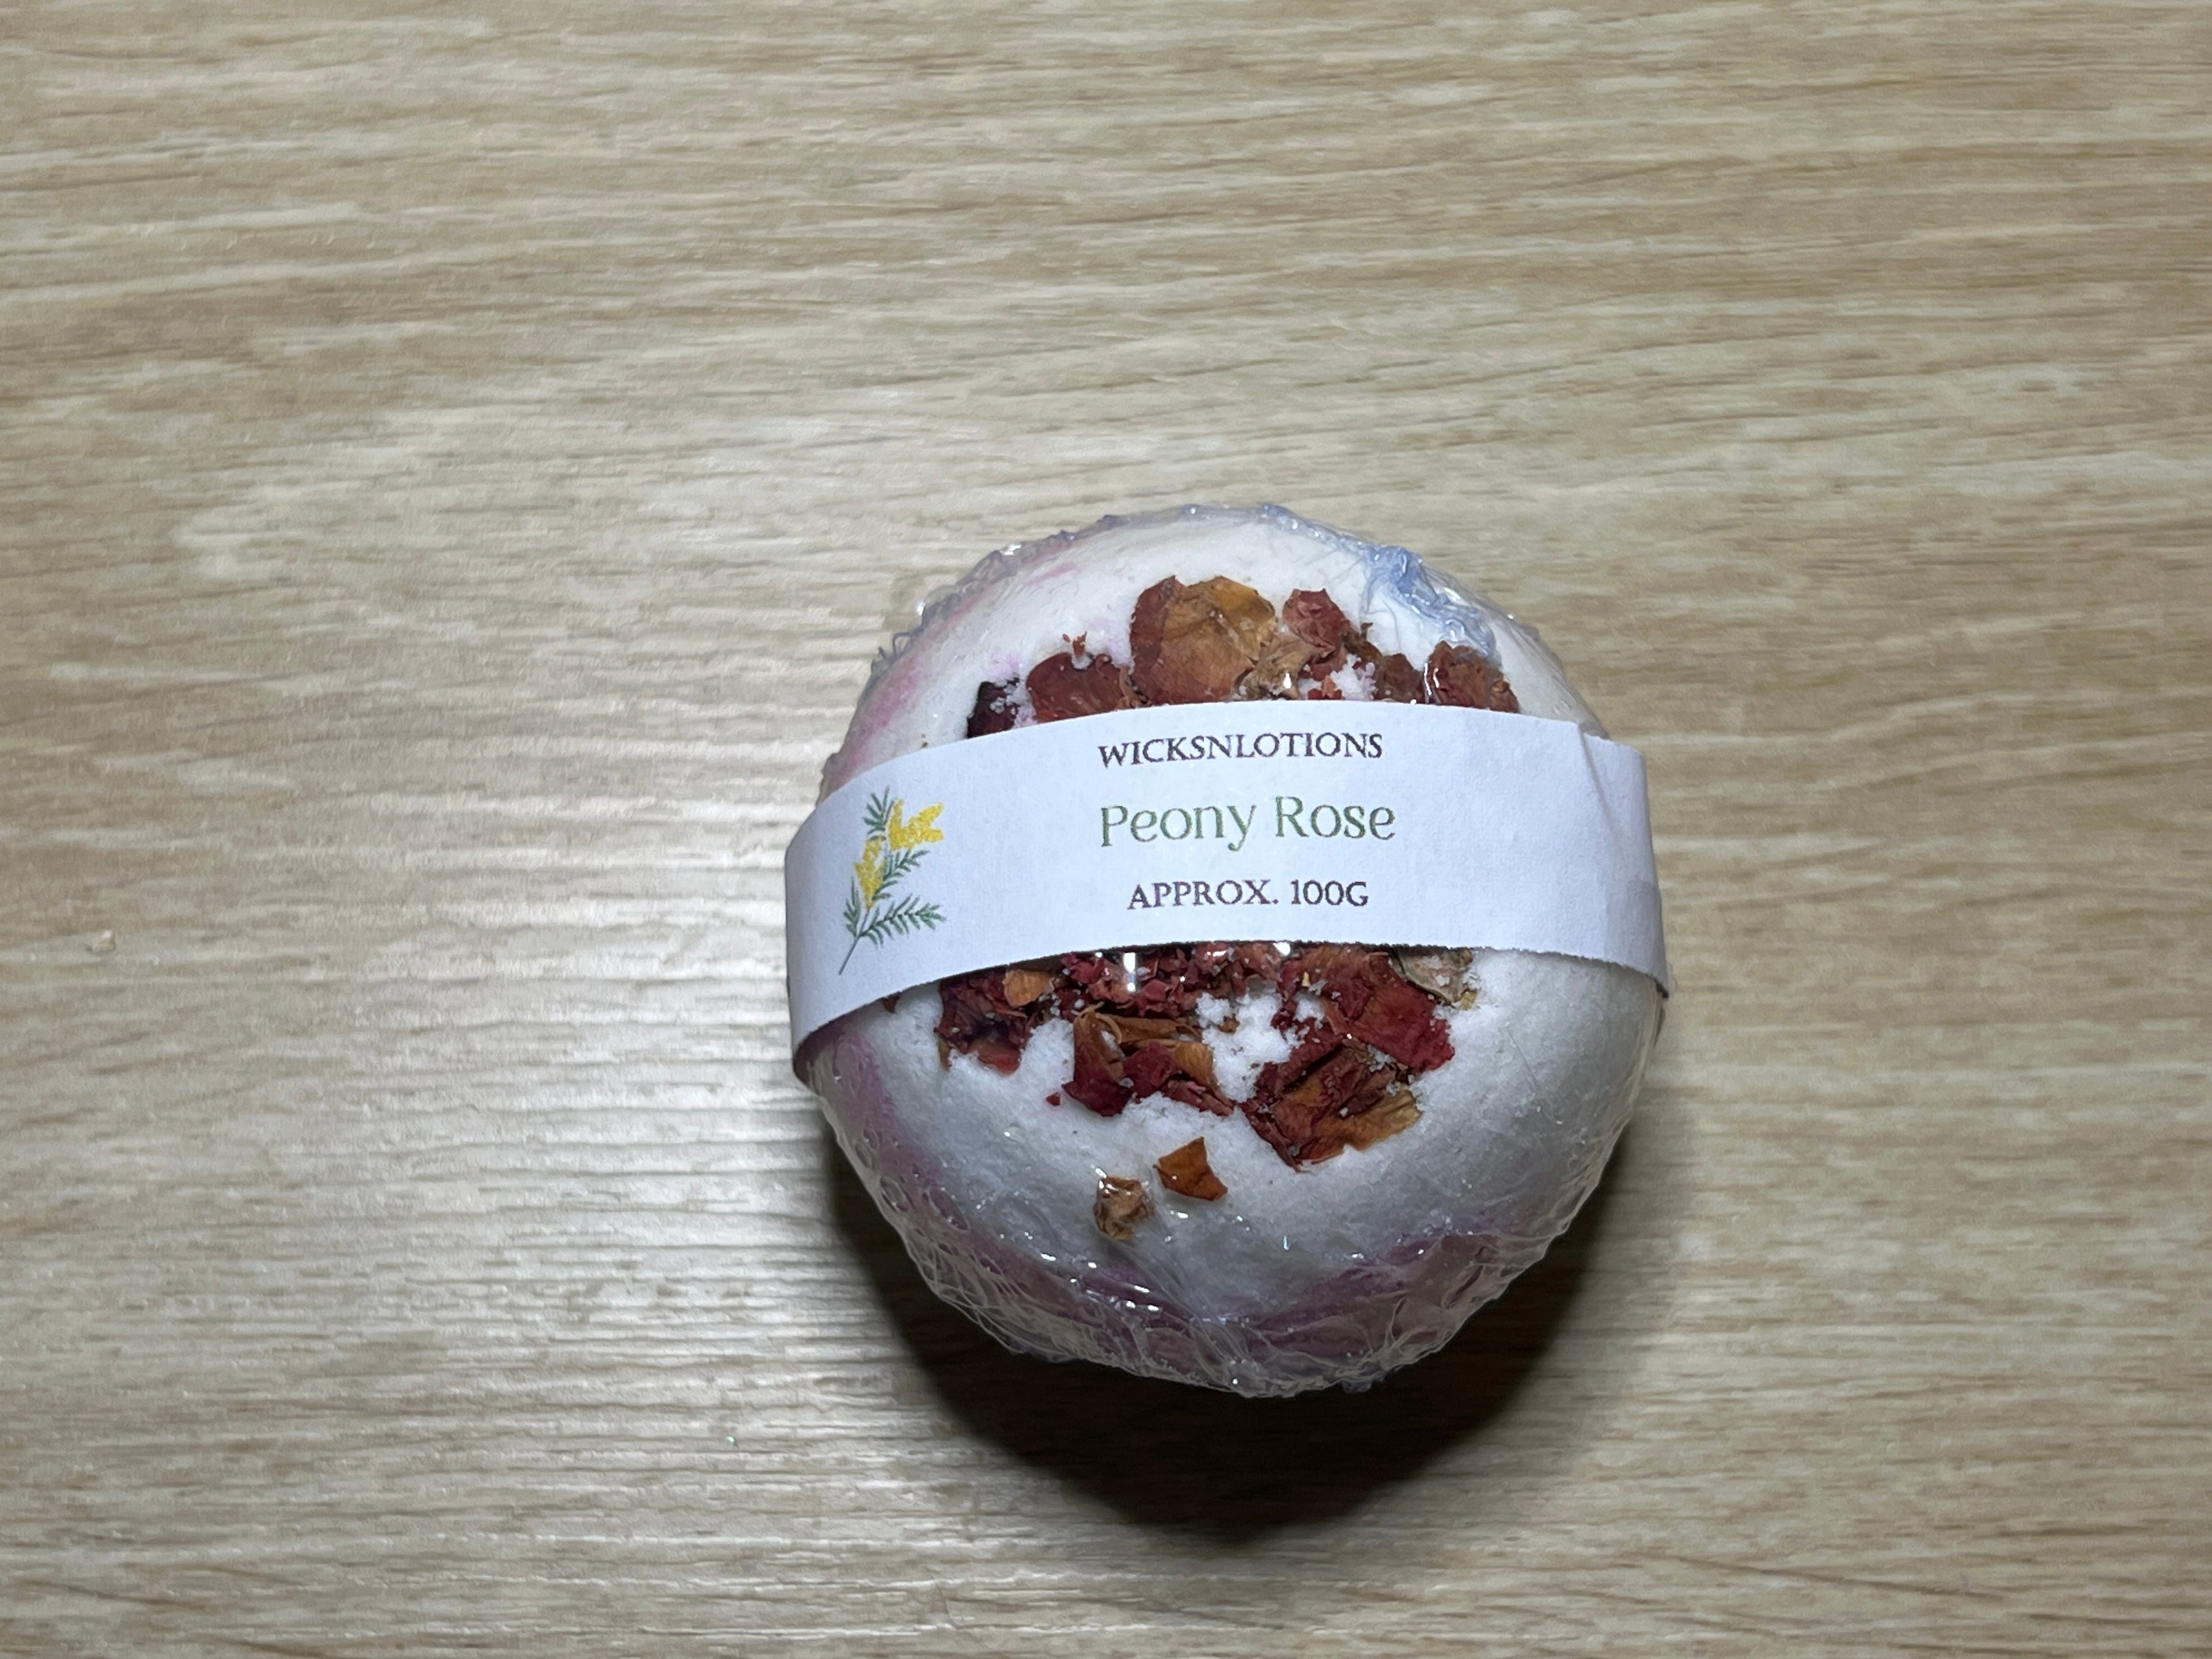 WICKSNLOTIONS
Peony Rose
APPROX. 100G